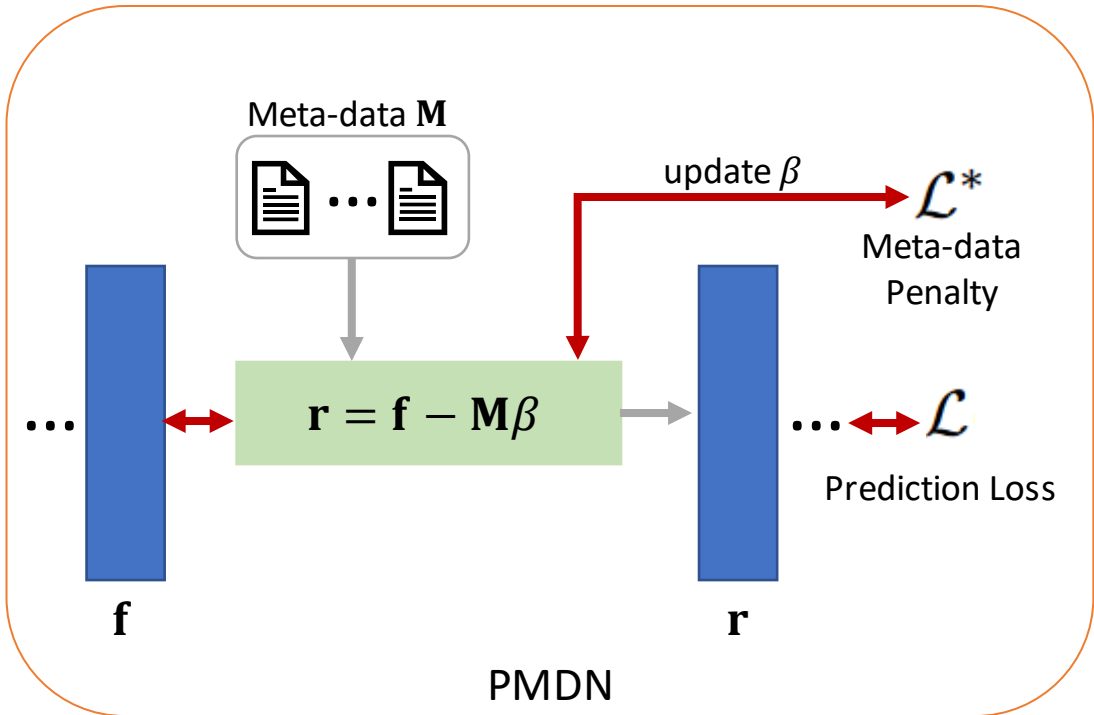 Meta-data 𝐌
...
update 𝛽
ℒ*
Meta-data
Penalty
...
𝐫 = 𝐟 − 𝐌𝛽
...
ℒ
Prediction Loss
𝐟
𝐫
PMDN